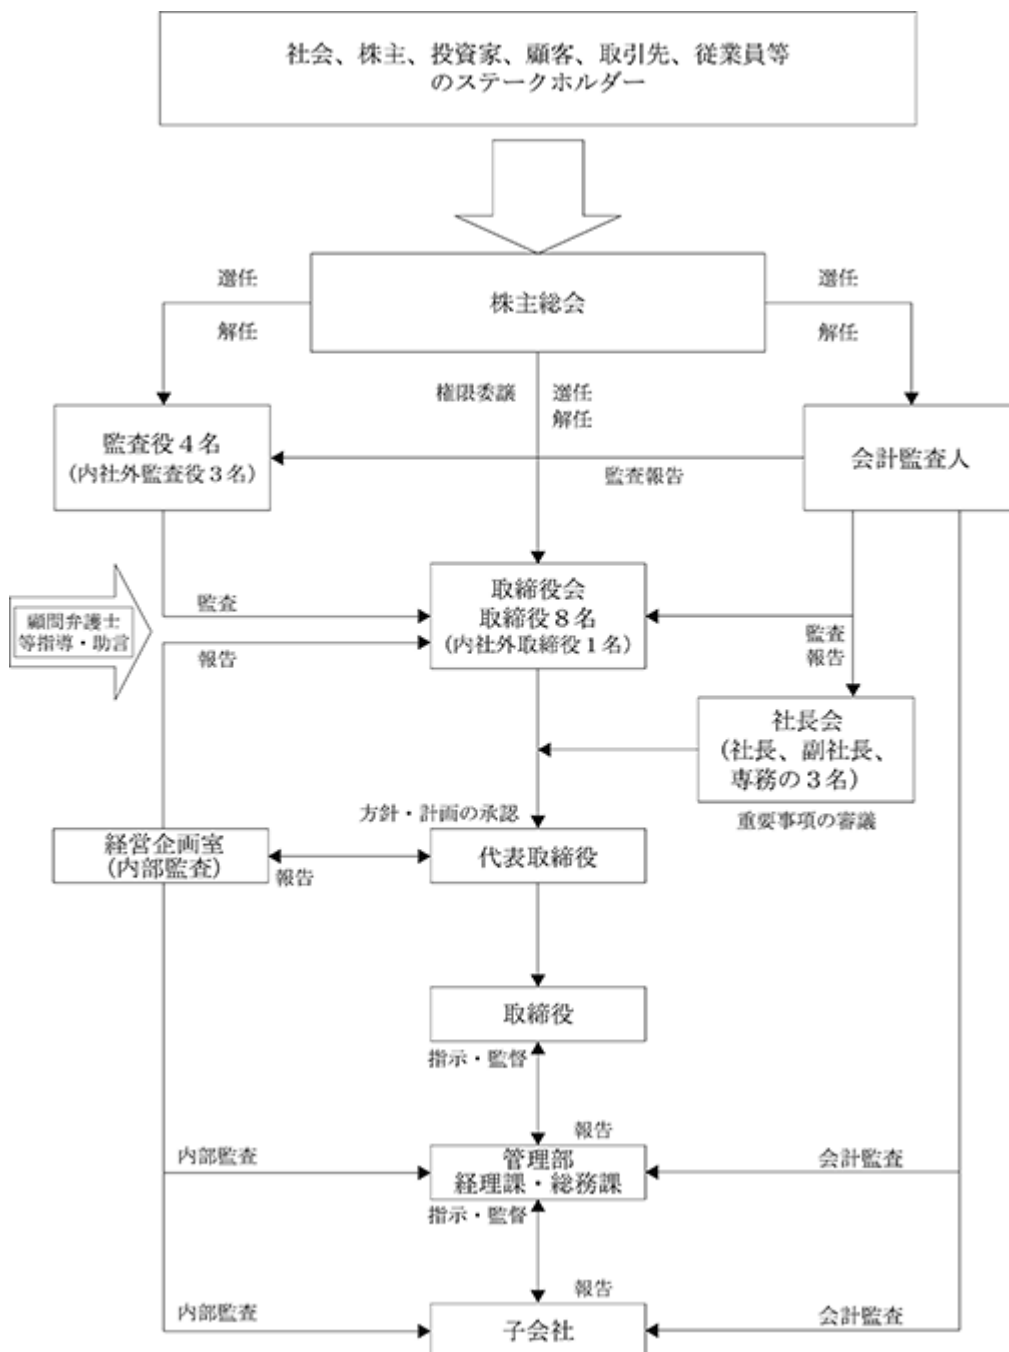 社会、株主、投資家、顧客、取引先、従業員等
のステークホルダー
株主総会
選任
解任
選任
解任
権限委譲
選任
解任
監査役４名
（内社外監査役３名）
会計監査人
監査報告
取締役会
取締役８名
（内社外取締役１名）
監査
報告
顧問弁護士
等指導・助言
監査
報告
社長会
（社長、副社長、
専務の３名）
重要事項の審議
方針・計画の承認
経営企画室
（内部監査）
報告
代表取締役
取締役
指示・監督
報告
内部監査
管理部
経理課・総務課
会計監査
指示・監督
報告
内部監査
子会社
会計監査